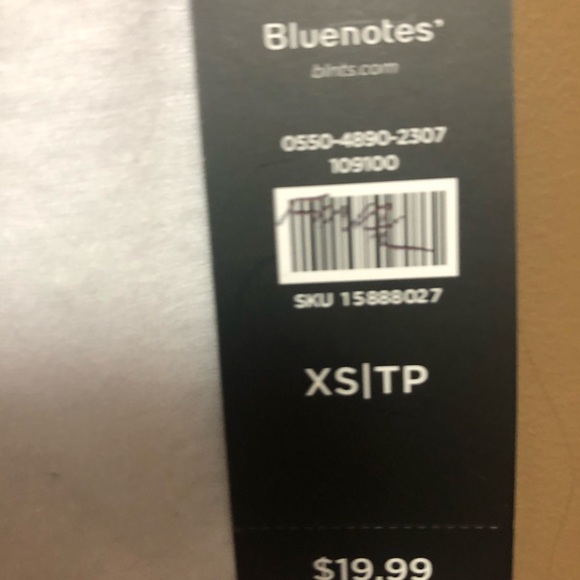 Bluenotes'
blnts.com
0550-4890-2307
109100
SKU 15888027
XS|TP
$19.99